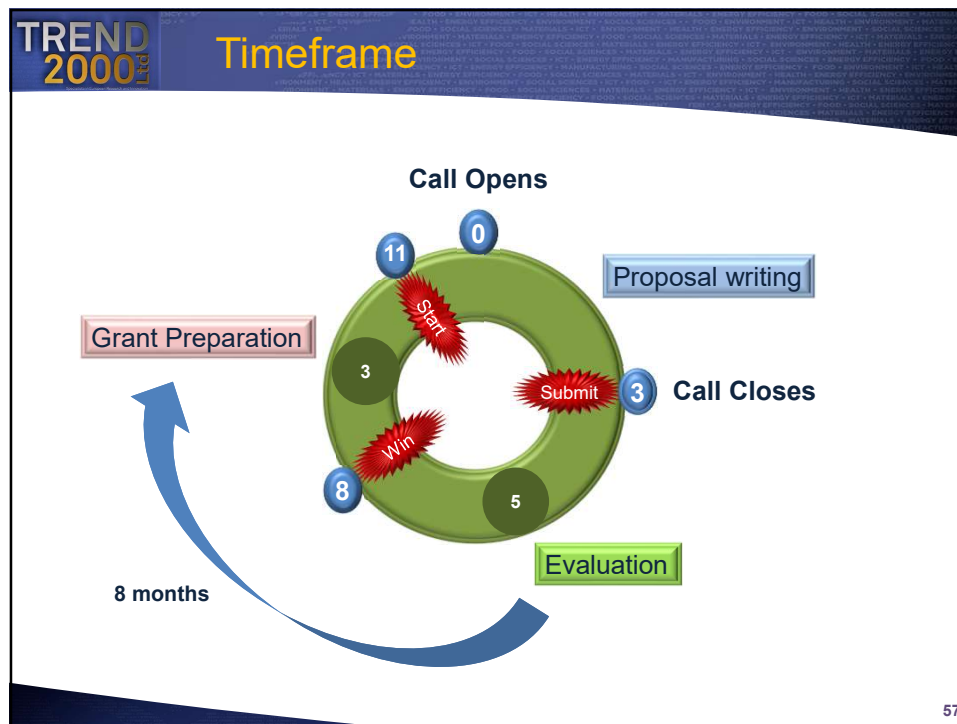 TREND
2000 Ltd
Timeframe
Call Opens
0
11
Start
Proposal writing
Grant Preparation
3
Submit
3
Call Closes
Win
8
5
Evaluation
8 months
57